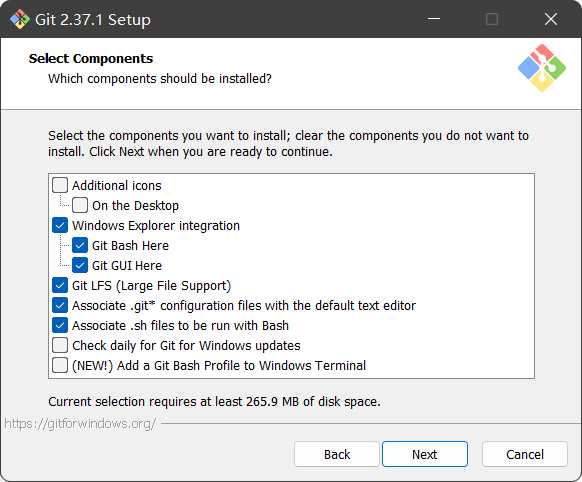 Git 2.37.1 Setup
Select Components
Which components should be installed?
Select the components you want to install; clear the components you do not want to
install. Click Next when you are ready to continue.
Additional icons
On the Desktop
Windows Explorer integration
Git Bash Here
Git GUI Here
Git LFS (Large File Support)
Associate .git* configuration files with the default text editor
Associate .sh files to be run with Bash
Check daily for Git for Windows updates
(NEW!) Add a Git Bash Profile to Windows Terminal
Current selection requires at least 265.9 MB of disk space.
https://gitforwindows.org/
Back
Next
Cancel